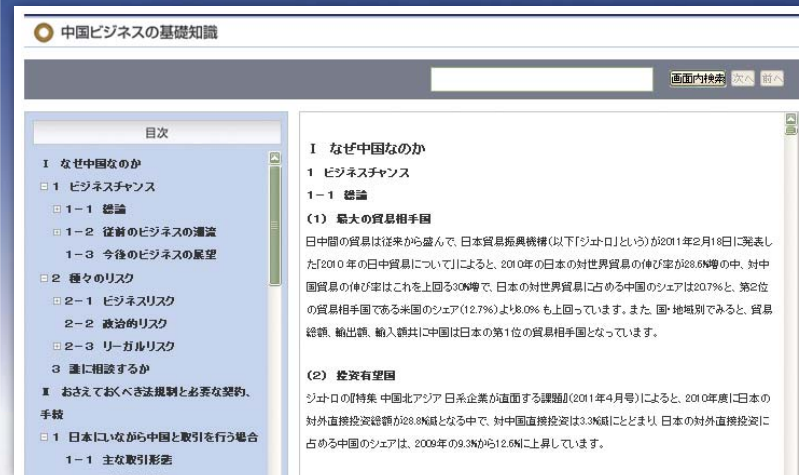 中国ビジネスの基礎知識
画面内検索 次へ 前へ
目次
Ⅰ なぜ中国なのか
1 ビジネスチャンス
1-1 総論
1-2 従前のビジネスの潮流
1-3 今後のビジネスの展望
2 種々のリスク
2-1 ビジネスリスク
2-2 政治的リスク
2-3 リーガルリスク
3 誰に相談するか
Ⅱ おさえておくべき法規制と必要な契約、
手続
1 日本にいながら中国と取引を行う場合
1-1 主な取引形態
Ⅰ なぜ中国なのか
1 ビジネスチャンス
1-1 総論
(1) 最大の貿易相手国
日中間の貿易は従来から盛んで、日本貿易振興機構(以下「ジェトロ」という)が2011年2月18日に発表し
た「2010年の日中貿易について」によると、2010年の日本の対世界貿易の伸び率が28.6%増の中、対中
国貿易の伸び率はこれを上回る30%増で、日本の対世界貿易に占める中国のシェアは20.7%と、第2位
の貿易相手国である米国のシェア(12.7%)より8.0% も上回っています。また、国・地域別でみると、貿易
総額、輸出額、輸入額共に中国は日本の第1位の貿易相手国となっています。
(2) 投資有望国
ジェトロの『特集 中国北アジア 日系企業が直面する課題』(2011年4月号)によると、2010年度に日本の
対外直接投資総額が28.8%減となる中で、対中国直接投資は3.3%減にとどまり、日本の対外直接投資に
占める中国のシェアは、2009年の9.3%から12.6%に上昇しています。